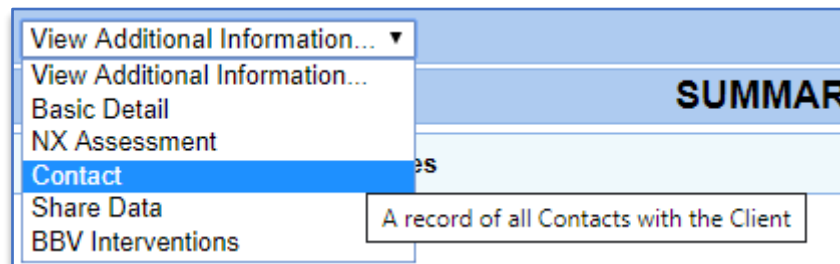 View Additional Information...
View Additional Information...
Basic Detail
SUMMAR
NX Assessment
Contact
Share Data
A record of all Contacts with the Client
BBV Interventions